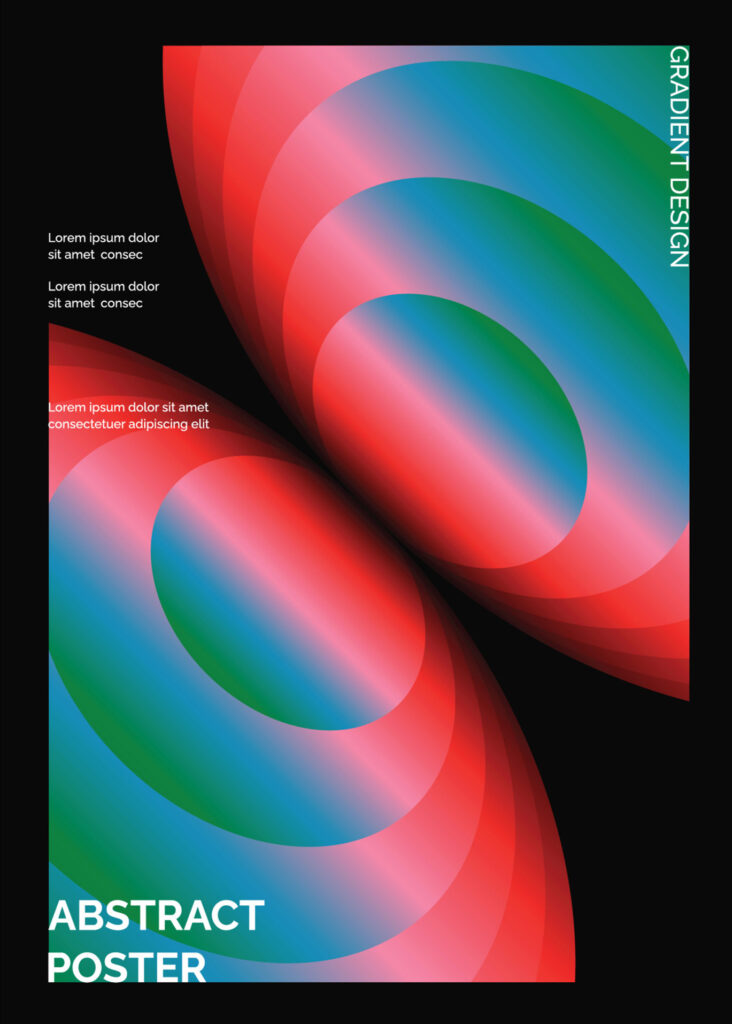 GRADIENT DESIGN
Lorem ipsum dolor
sit amet  consec
Lorem ipsum dolor
sit amet  consec
Lorem ipsum dolor sit amet
consectetuer adipiscing elit
ABSTRACT
POSTER